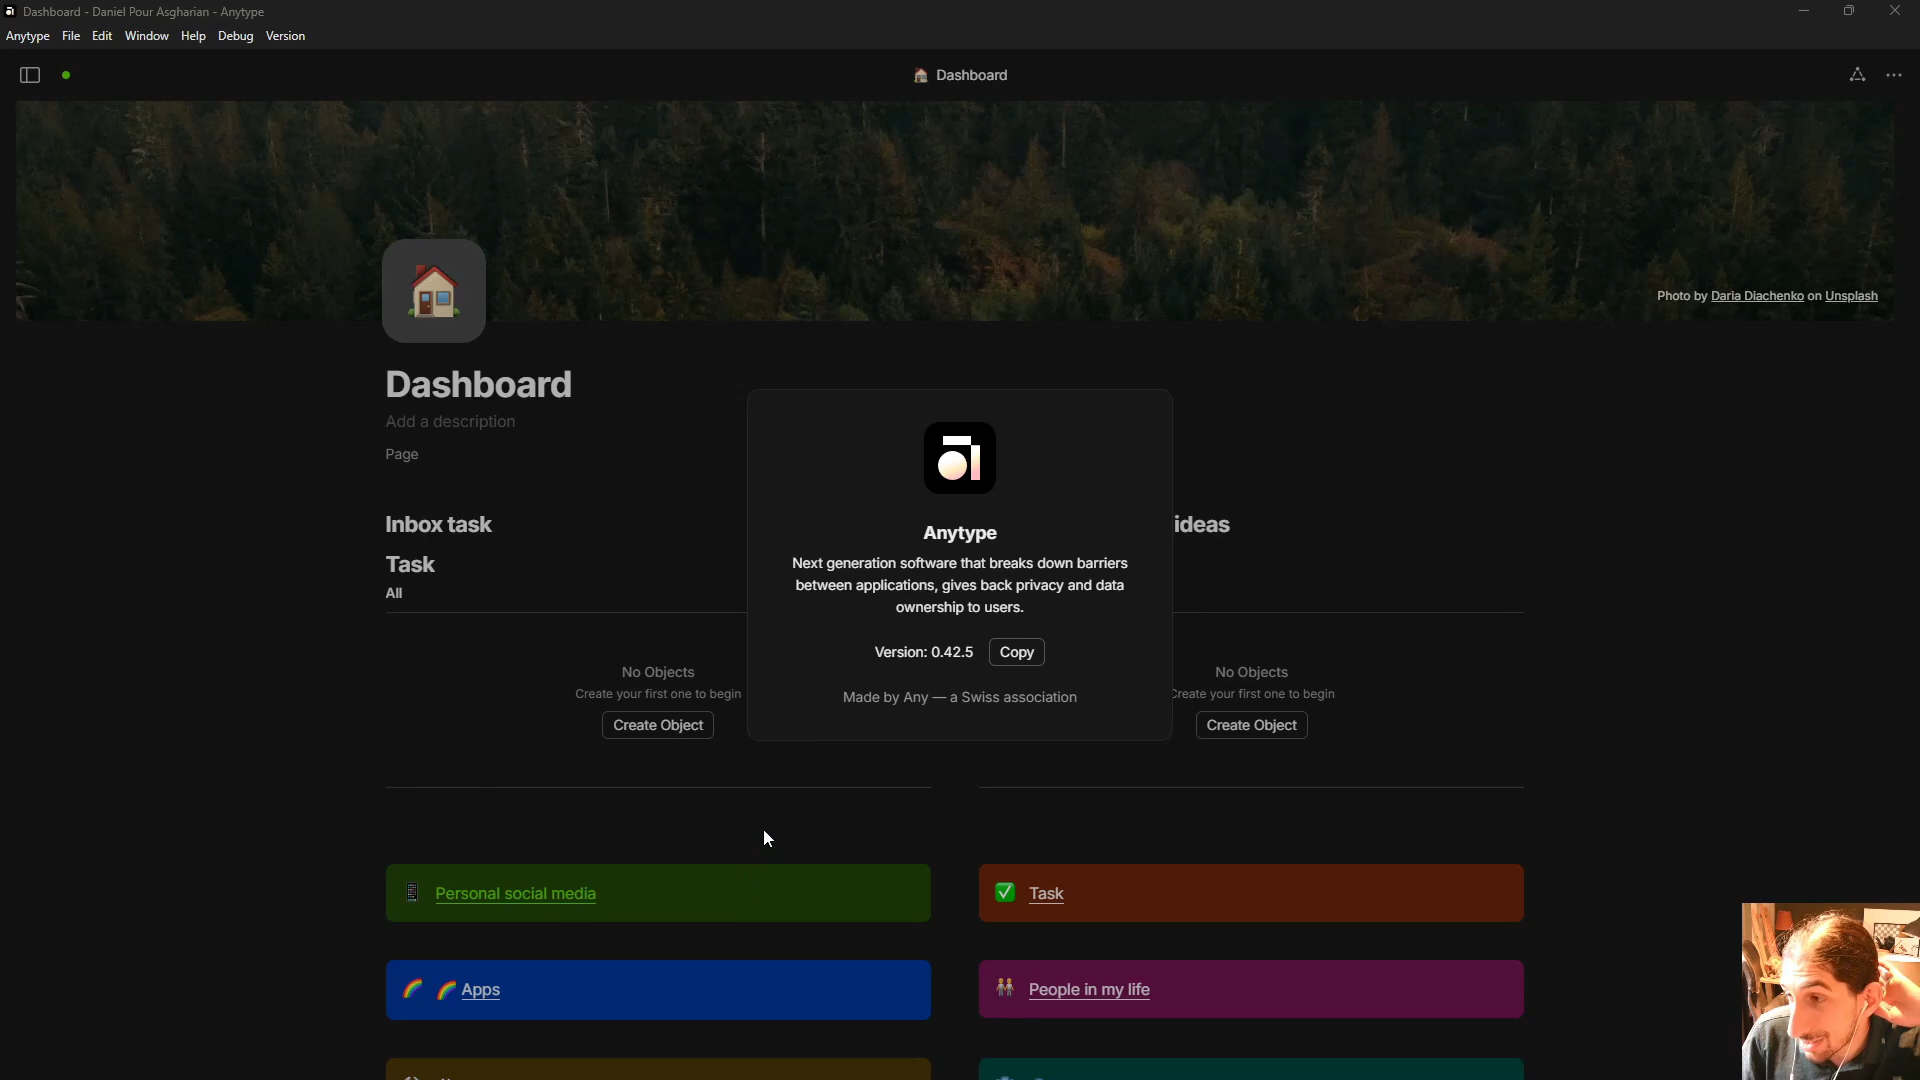 Dashboard - Daniel Pour Asgharian - Anytype
Anytype File Edit Window Help Debug Version
Dashboard
Photo by Daria Diachenko on Unsplash
Dashboard
Add a description
Page
Inbox task
Task
All
No Objects
Create your first one to begin
Create Object
Anytype
Next generation software that breaks down barriers
between applications, gives back privacy and data
ownership to users.
Version: 0.42.5 Copy
Made by Any — a Swiss association
ideas
No Objects
Create your first one to begin
Create Object
Personal social media
Task
Apps
People in my life